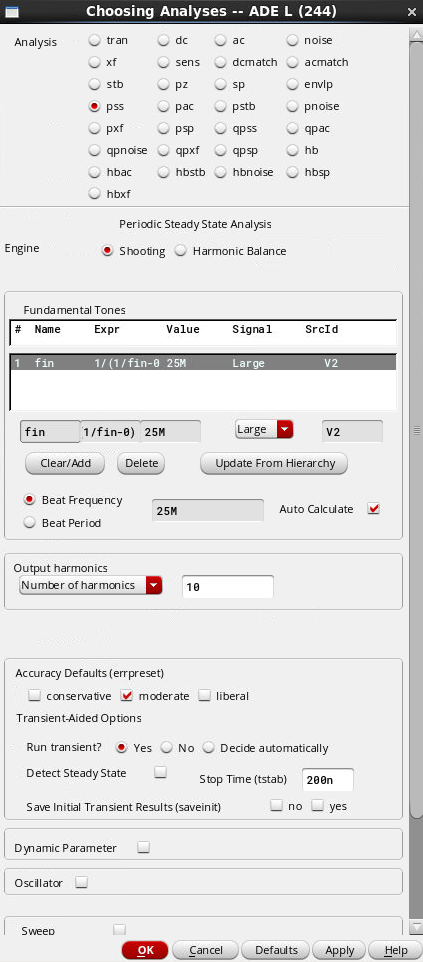 Choosing Analyses -- ADE L (244)
Analysis
tran dc ac noise
xf sens dcmatch acmatch
stb pz sp envlp
pss pac pstb pnoise
pxf psp qpss qpac
qpnoise qpxf qpsp hb
hbac hbstb hbnoise hbsp
hbxf
Periodic Steady State Analysis
Engine Shooting Harmonic Balance
Fundamental Tones
# Name Expr Value Signal SrcId
1 fin 1/(1/fin-0 25M Large V2
fin 1/fin-0) 25M Large V2
Clear/Add Delete Update From Hierarchy
Beat Frequency 25M Auto Calculate
Beat Period
Output harmonics
Number of harmonics 10
Accuracy Defaults (errpreset)
conservative moderate liberal
Transient-Aided Options
Run transient? Yes No Decide automatically
Detect Steady State Stop Time (tstab) 200n
Save Initial Transient Results (saveinit) no yes
Dynamic Parameter
Oscillator
Sweep
OK Cancel Defaults Apply Help